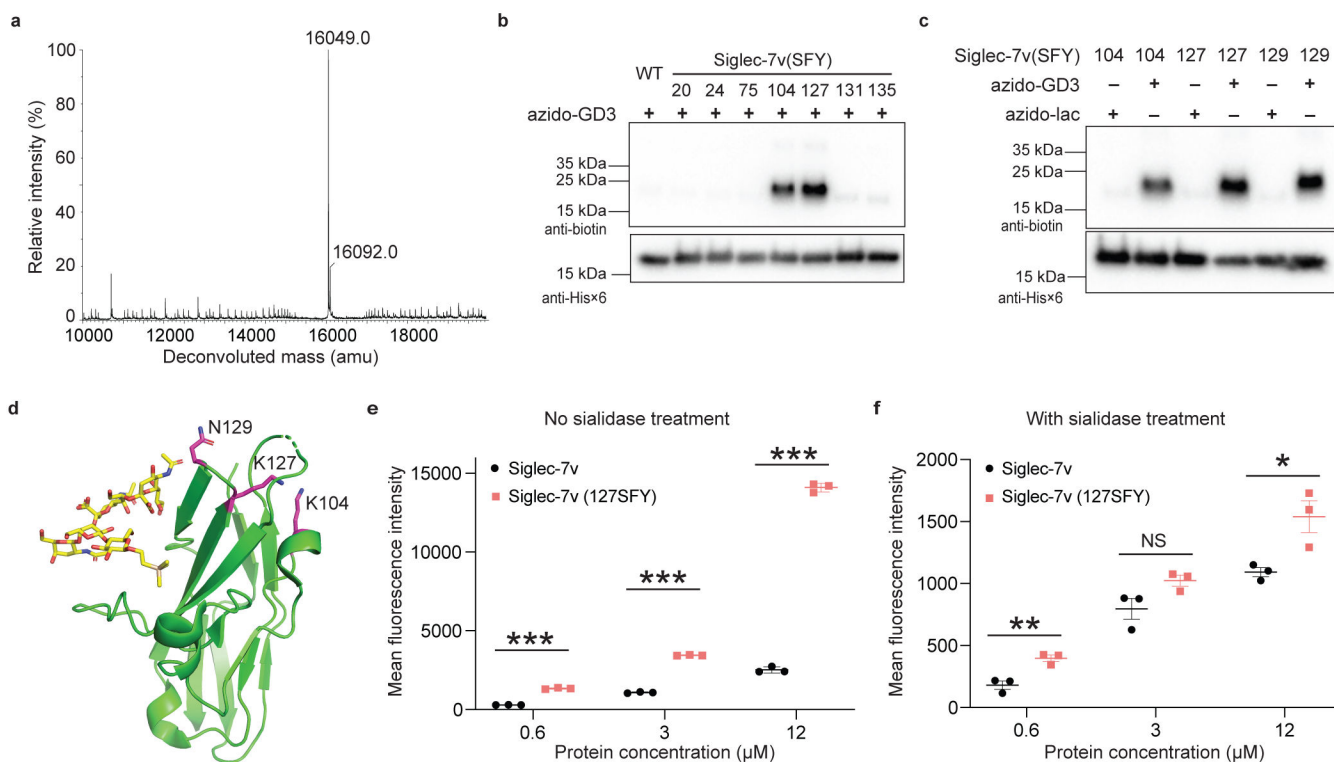 a
16049.0
16092.0
Relative intensity (%)
100
80
60
40
20
0
10000 12000 14000 16000 18000
Deconvoluted mass (amu)
b
Siglec-7v(SFY)
WT
20 24 75 104 127 131 135
azido-GD3 + + + + + + + +
35 kDa
25 kDa
15 kDa
anti-biotin
15 kDa
anti-His×6
c
Siglec-7v(SFY) 104 104 127 127 129 129
azido-GD3 – + – + – +
azido-lac + – + – + –
35 kDa
25 kDa
15 kDa
anti-biotin
15 kDa
anti-His×6
d
N129
K127
K104
e
No sialidase treatment
Siglec-7v
Siglec-7v (127SFY)
Mean fluorescence intensity
15000
10000
5000
0
***
***
***
0.6 3 12
Protein concentration (µM)
f
With sialidase treatment
Siglec-7v
Siglec-7v (127SFY)
Mean fluorescence intensity
2000
1500
1000
500
0
**
NS
*
0.6 3 12
Protein concentration (µM)